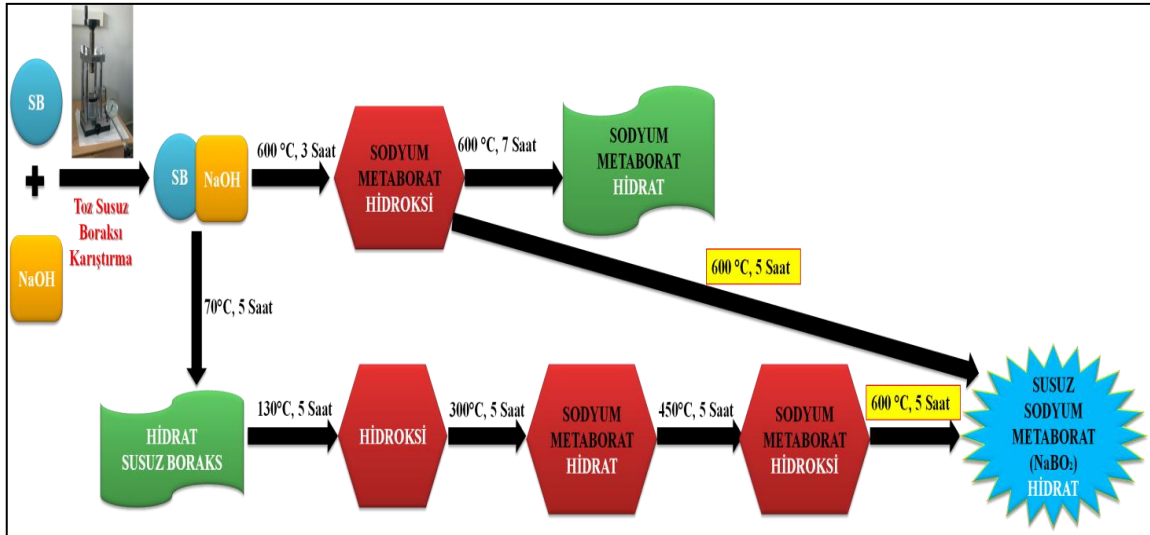 SB
NaOH
Toz Susuz
Boraksı
Karıştırma
SB
NaOH
600 °C, 3 Saat
SODYUM
METABORAT
HİDROKSİ
600 °C, 7 Saat
SODYUM
METABORAT
HİDRAT
600 °C, 5 Saat
70°C, 5 Saat
HİDRAT
SUSUZ BORAKS
130°C, 5 Saat
HİDROKSİ
300°C, 5 Saat
SODYUM
METABORAT
HİDRAT
450°C, 5 Saat
SODYUM
METABORAT
HİDROKSİ
600 °C, 5 Saat
SUSUZ
SODYUM
METABORAT
(NaBO₂)
HİDRAT